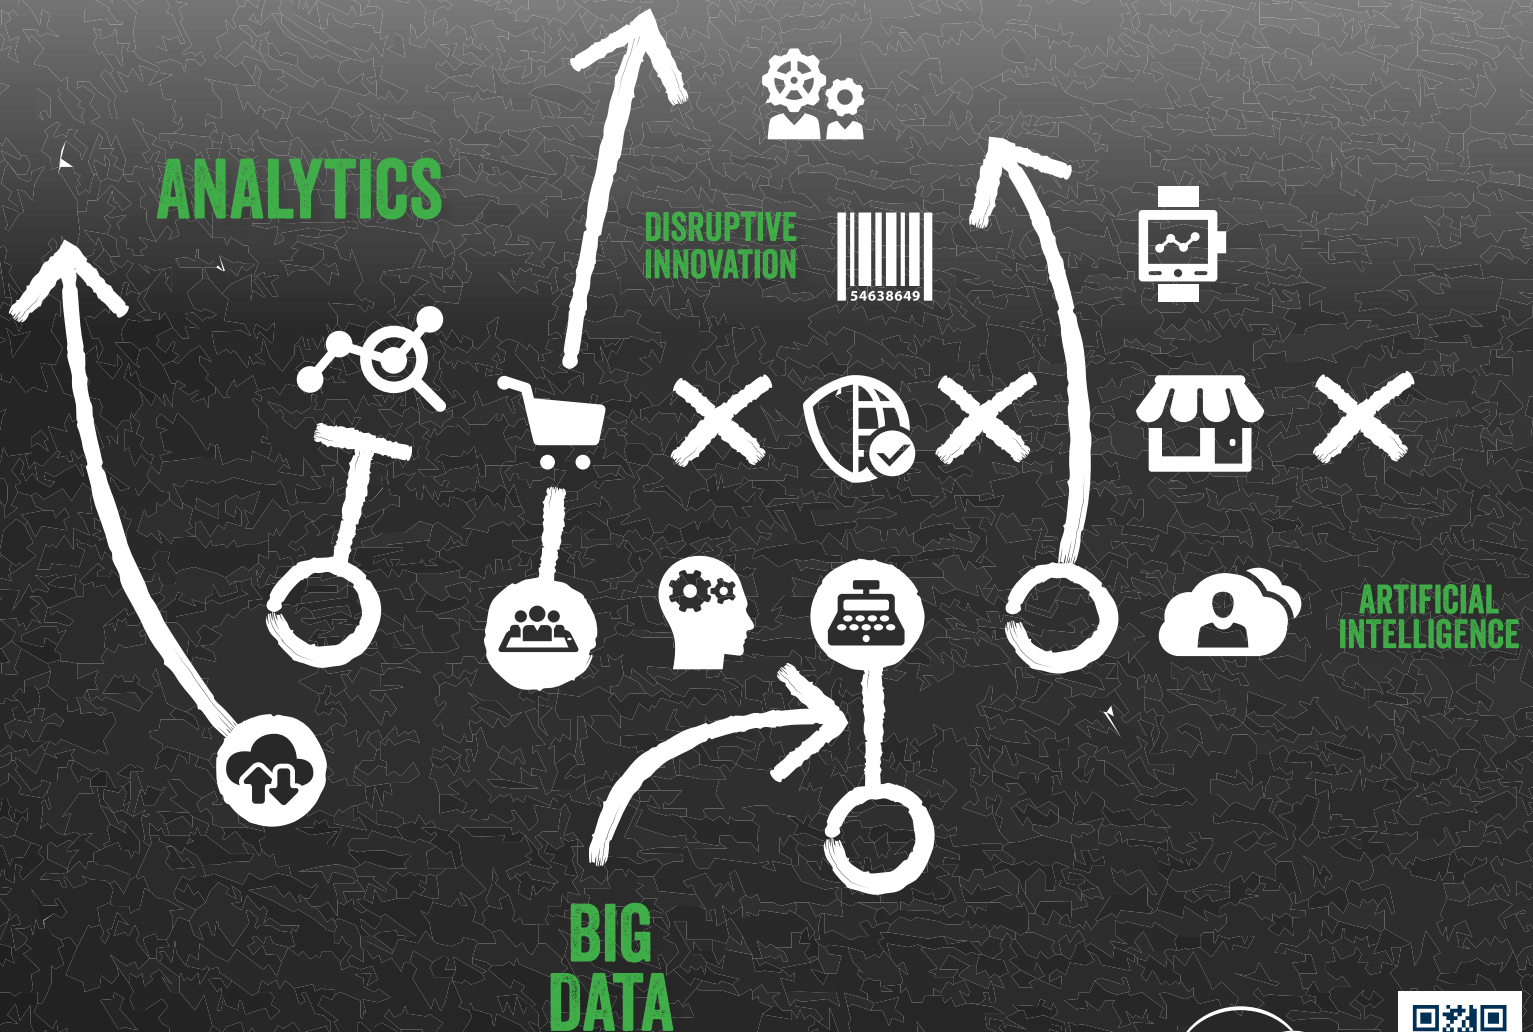 ANALYTICS
DISRUPTIVE
INNOVATION
54638649
ARTIFICIAL
INTELLIGENCE
BIG
DATA